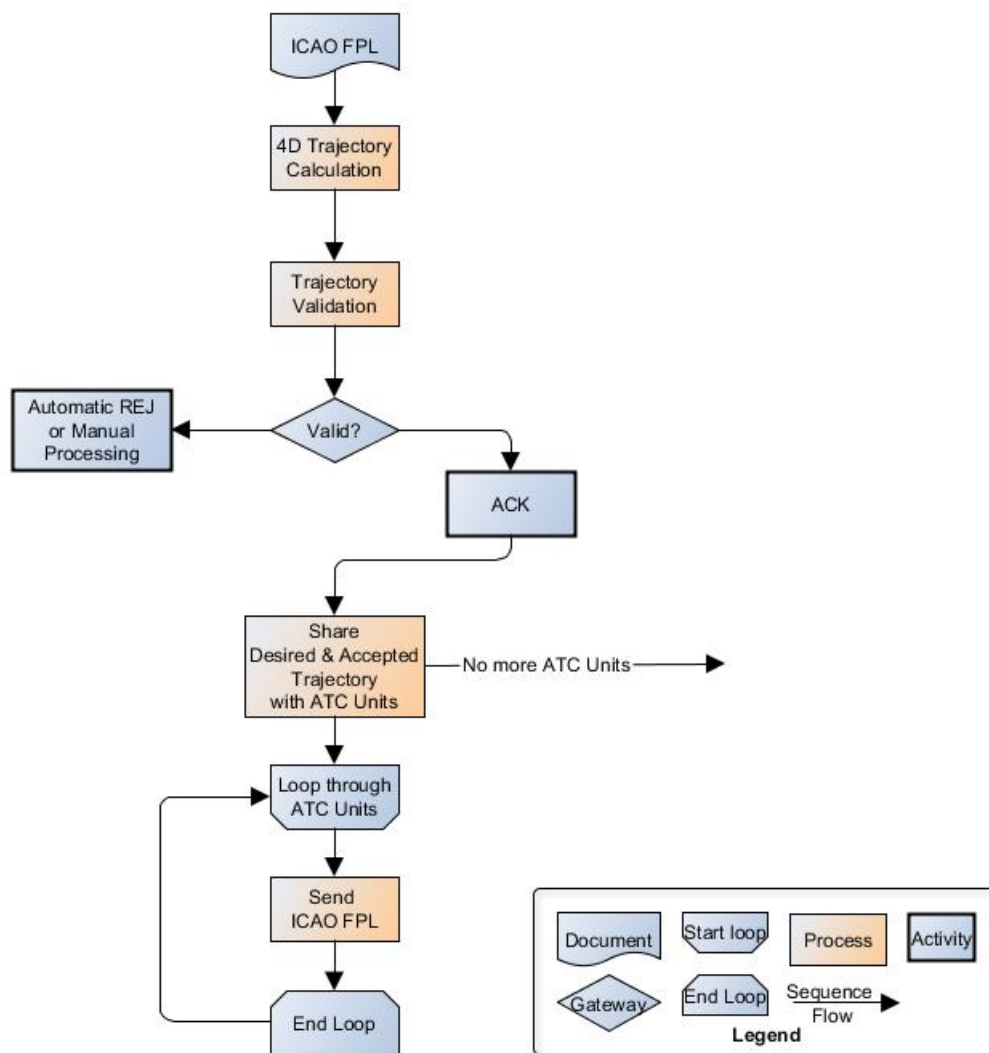 ICAO FPL
4D Trajectory
Calculation
Trajectory
Validation
Automatic REJ
or Manual
Processing
Valid?
ACK
Share
Desired & Accepted
Trajectory
with ATC Units
No more ATC Units
Loop through
ATC Units
Send
ICAO FPL
End Loop
Document
Start loop
Process
Activity
Gateway
End Loop
Sequence
Flow
Legend